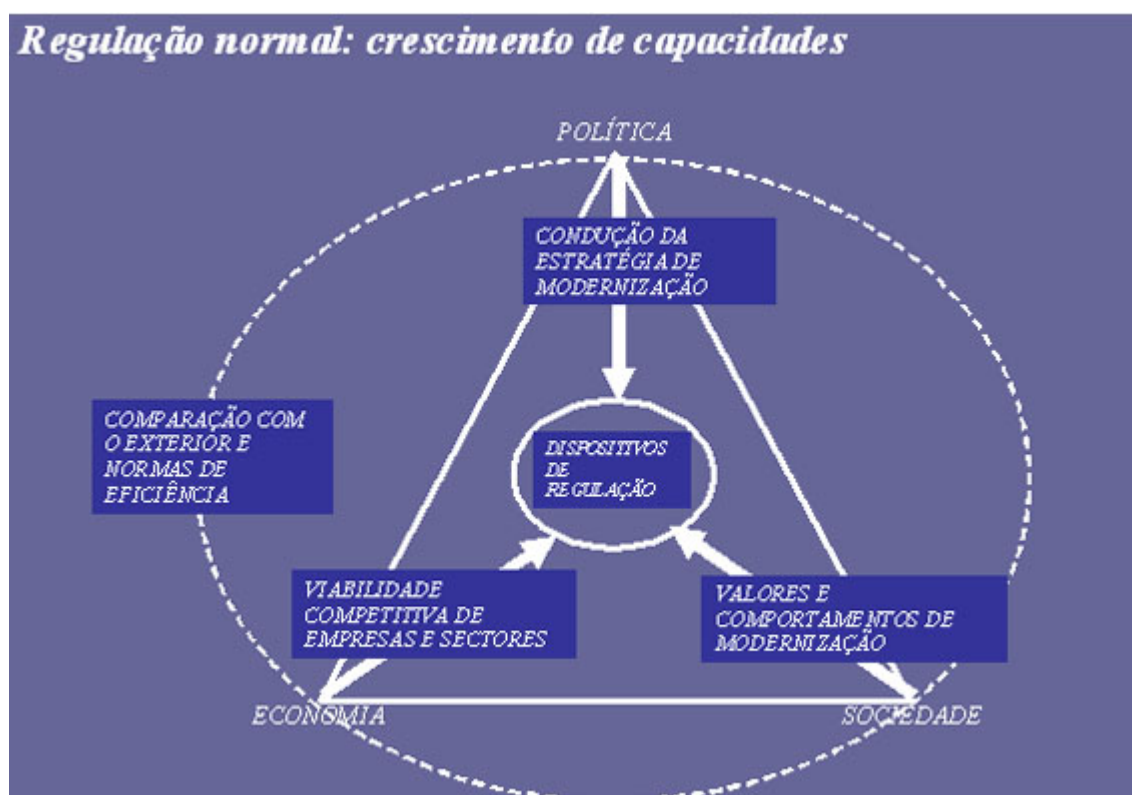 Regulação normal: crescimento de capacidades
POLÍTICA
CONDUÇÃO DA
ESTRATÉGIA DE
MODERNIZAÇÃO
COMPARAÇÃO COM
O EXTERIOR E
NORMAS DE
EFICIÊNCIA
DISPOSITIVOS
DE
REGULAÇÃO
VIABILIDADE
COMPETITIVA DE
EMPRESAS E SECTORES
VALORES E
COMPORTAMENTOS DE
MODERNIZAÇÃO
ECONOMIA
SOCIEDADE